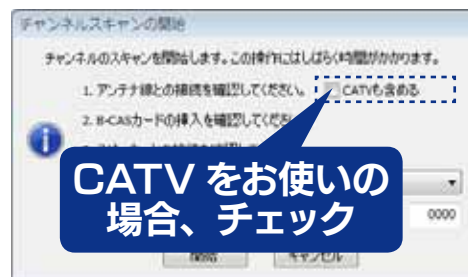 チャンネルスキャンの開始
チャンネルのスキャンを開始します。この操作にはしばらく時間がかかります。
1. アンテナ線との接続を確認してください。 CATVも含める
2. B-CASカードの挿入を確認してください
CATV をお使いの
場合、チェック
0000
開始 キャンセル